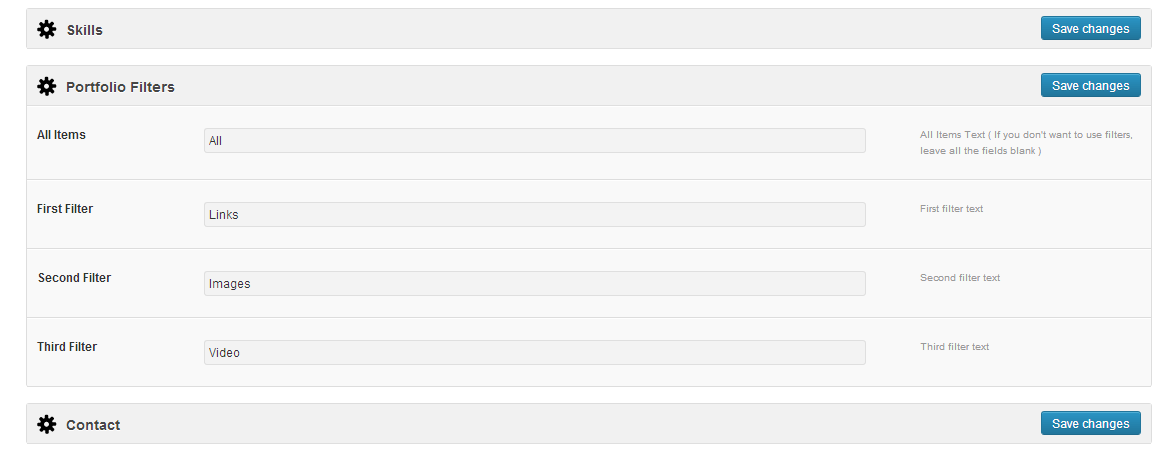 Skills
Save changes
Portfolio Filters
Save changes
All Items
All
All Items Text ( If you don't want to use filters,
leave all the fields blank )
First Filter
Links
First filter text
Second Filter
Images
Second filter text
Third Filter
Video
Third filter text
Contact
Save changes